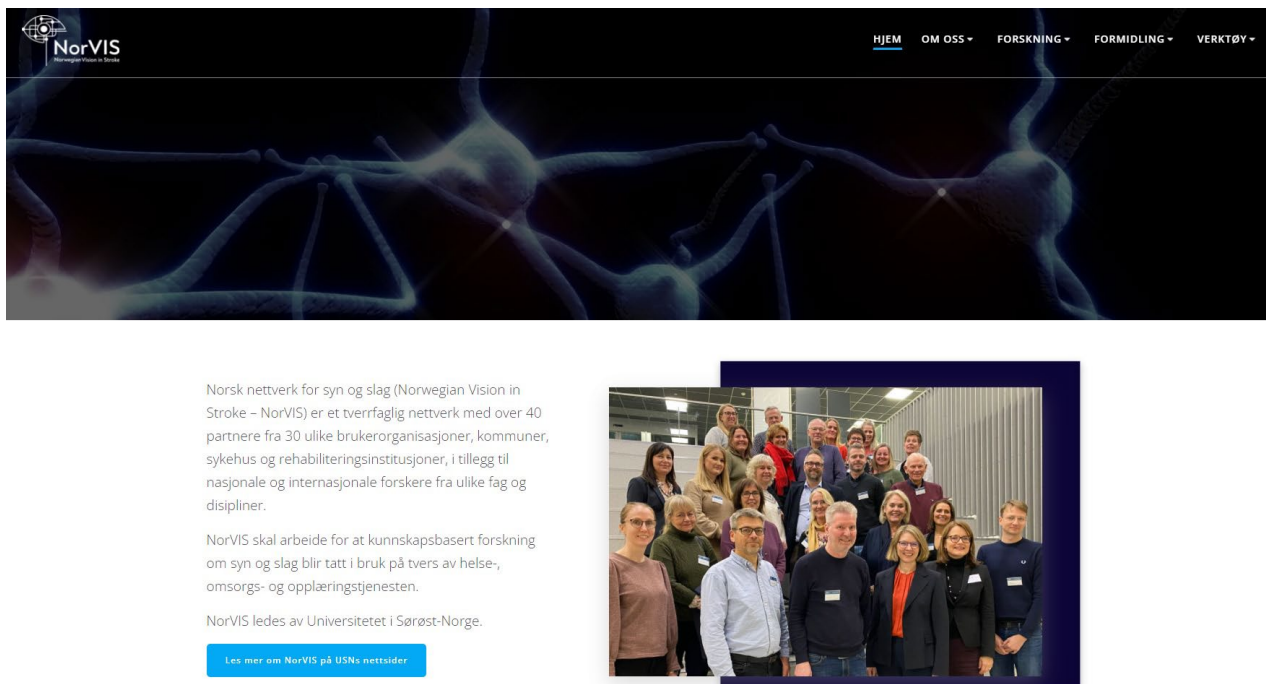 NorVIS
Norwegian Vision in Stroke
HJEM OM OSS FORSKNING FORMIDLING VERKTØY
Norsk nettverk for syn og slag (Norwegian Vision in
Stroke – NorVIS) er et tverrfaglig nettverk med over 40
partnere fra 30 ulike brukerorganisasjoner, kommuner,
sykehus og rehabiliteringsinstitusjoner, i tillegg til
nasjonale og internasjonale forskere fra ulike fag og
disipliner.
NorVIS skal arbeide for at kunnskapsbasert forskning
om syn og slag blir tatt i bruk på tvers av helse-,
omsorgs- og opplæringstjenesten.
NorVIS ledes av Universitetet i Sørøst-Norge.
Les mer om NorVIS på USNs nettsider